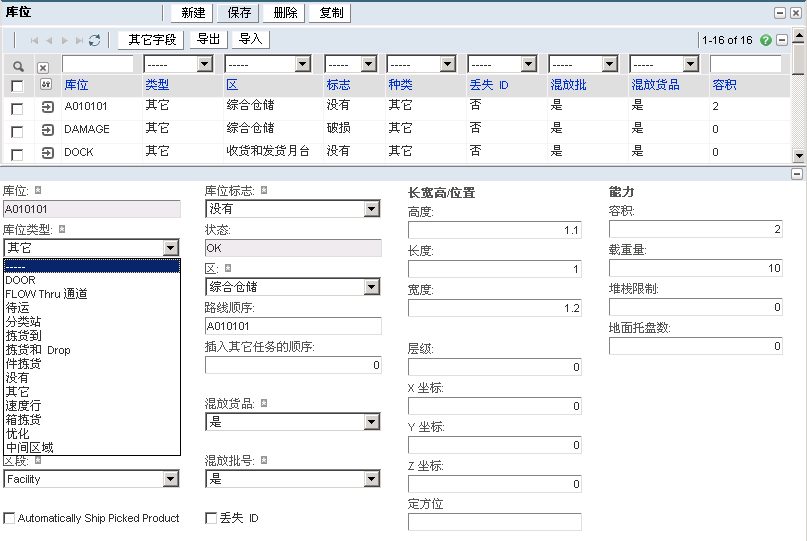 库位 新建 保存 删除 复制
其它字段 导出 导入 1-16 of 16
----- ----- ----- ----- ----- ----- -----
库位 类型 区 标志 种类 丢失 ID 混放批 混放货品 容积
A010101 其它 综合仓储 没有 其它 否 是 是 2
DAMAGE 其它 综合仓储 破损 其它 否 是 是 0
DOCK 其它 收货和发货月台 没有 其它 否 是 是 0
库位:
A010101
库位类型:
其它
-----
DOOR
FLOW Thru 通道
待运
分类站
拣货到
拣货和 Drop
件拣货
没有
其它
速度行
箱拣货
优化
中间区域
区段:
Facility
Automatically Ship Picked Product
库位标志:
没有
状态:
OK
区:
综合仓储
路线顺序:
A010101
插入其它任务的顺序:
0
混放货品:
是
混放批号:
是
丢失 ID
长宽高/位置
高度:
1.1
长度:
1
宽度:
1.2
层级:
0
X 坐标:
0
Y 坐标:
0
Z 坐标:
0
定方位
能力
容积:
2
载重量:
10
堆栈限制:
0
地面托盘数:
0